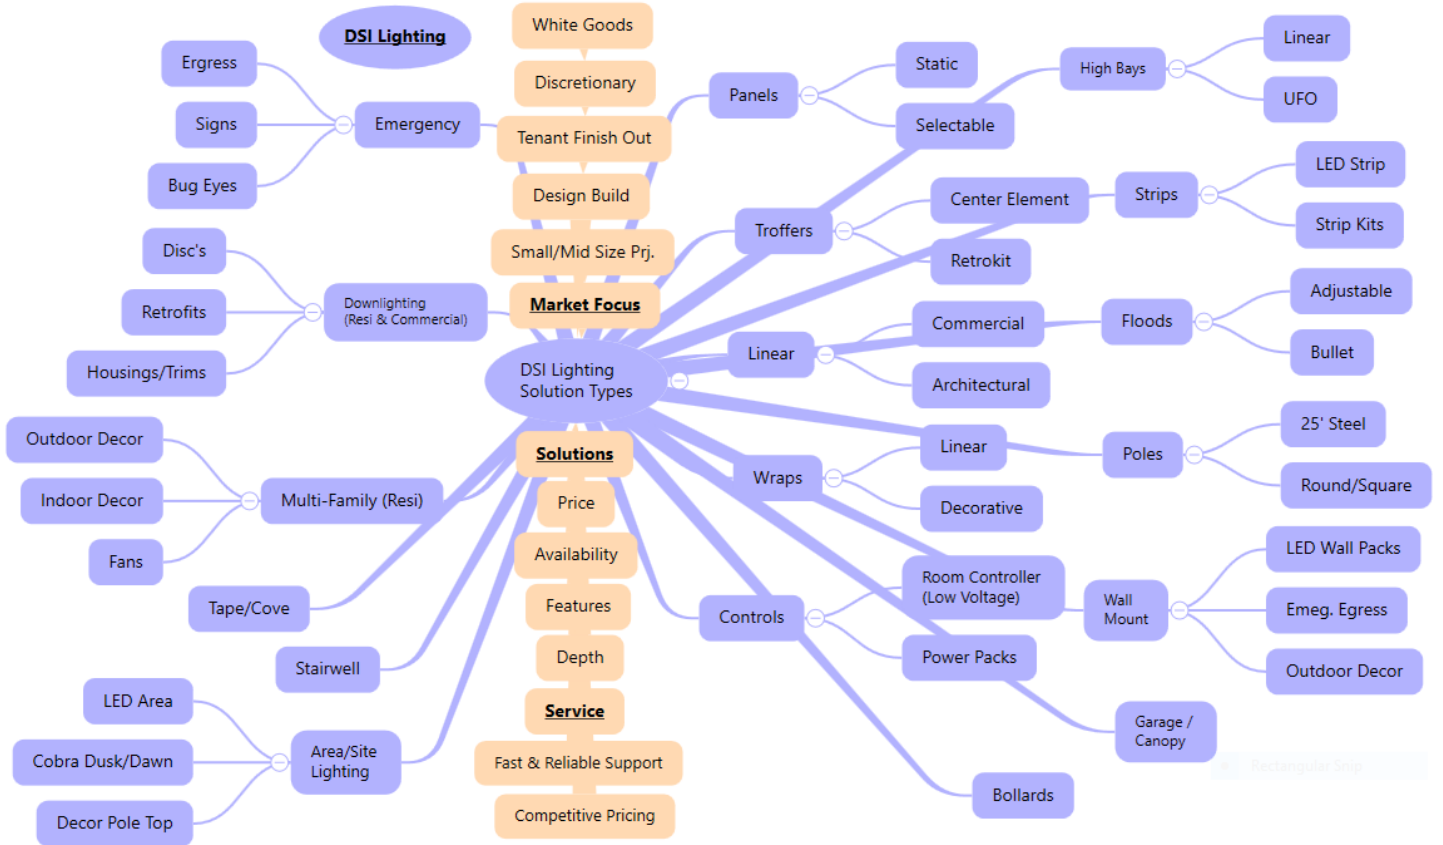 DSI Lighting
White Goods
Discretionary
Tenant Finish Out
Design Build
Small/Mid Size Prj.
Market Focus
DSI Lighting
Solution Types
Solutions
Price
Availability
Features
Depth
Service
Fast & Reliable Support
Competitive Pricing
Emergency
Ergress
Signs
Bug Eyes
Downlighting
(Resi & Commercial)
Disc's
Retrofits
Housings/Trims
Multi-Family (Resi)
Outdoor Decor
Indoor Decor
Fans
Tape/Cove
Stairwell
Area/Site
Lighting
LED Area
Cobra Dusk/Dawn
Decor Pole Top
Panels
Static
Selectable
Troffers
Center Element
Retrokit
Linear
Commercial
Architectural
Wraps
Linear
Decorative
Controls
Room Controller
(Low Voltage)
Power Packs
High Bays
Linear
UFO
Strips
LED Strip
Strip Kits
Floods
Adjustable
Bullet
Poles
25' Steel
Round/Square
Wall
Mount
LED Wall Packs
Emeg. Egress
Outdoor Decor
Garage /
Canopy
Bollards
Rectangular Snip